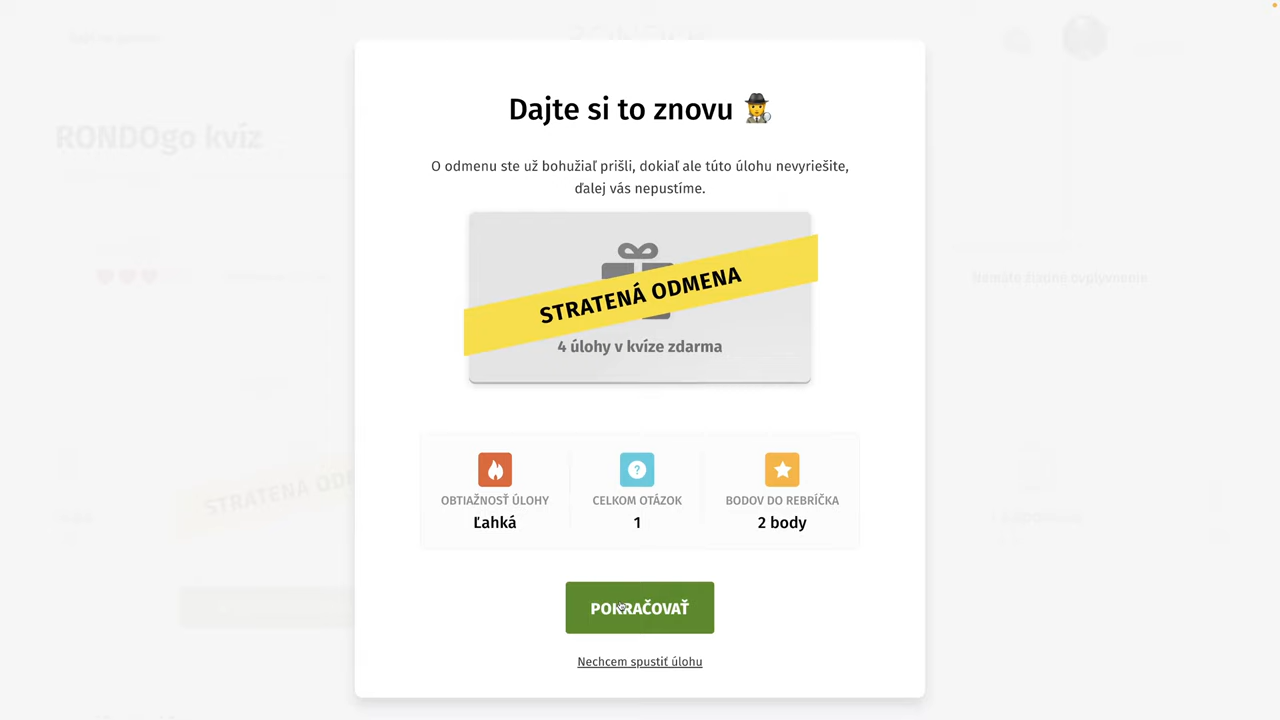 RONDOgo kvíz
Dajte si to znovu
O odmenu ste už bohužiaľ prišli, dokiaľ ale túto úlohu nevyriešite,
ďalej vás nepustíme.
STRATENÁ ODMENA
4 úlohy v kvíze zdarma
STRATENÁ
OBTIAŽNOSŤ ÚLOHY
Ľahká
CELKOM OTÁZOK
1
BODOV DO REBRÍČKA
2 body
POKRAČOVAŤ
Nechcem spustiť úlohu